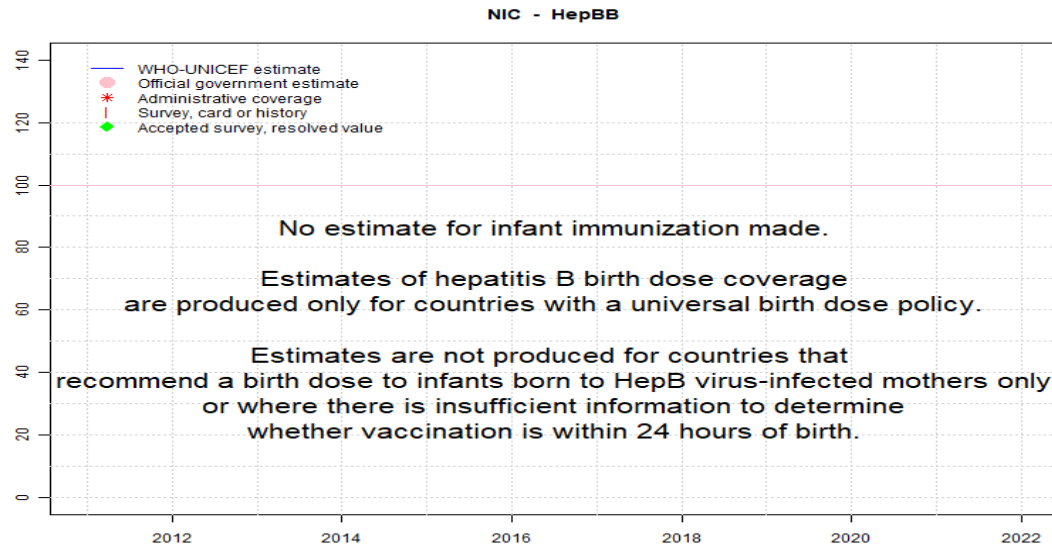 NIC - HepBB
140
120
100
80
60
40
20
0
WHO-UNICEF estimate
Official government estimate
Administrative coverage
Survey, card or history
Accepted survey, resolved value
No estimate for infant immunization made.
Estimates of hepatitis B birth dose coverage
are produced only for countries with a universal birth dose policy.
Estimates are not produced for countries that
recommend a birth dose to infants born to HepB virus-infected mothers only
or where there is insufficient information to determine
whether vaccination is within 24 hours of birth.
2012 2014 2016 2018 2020 2022